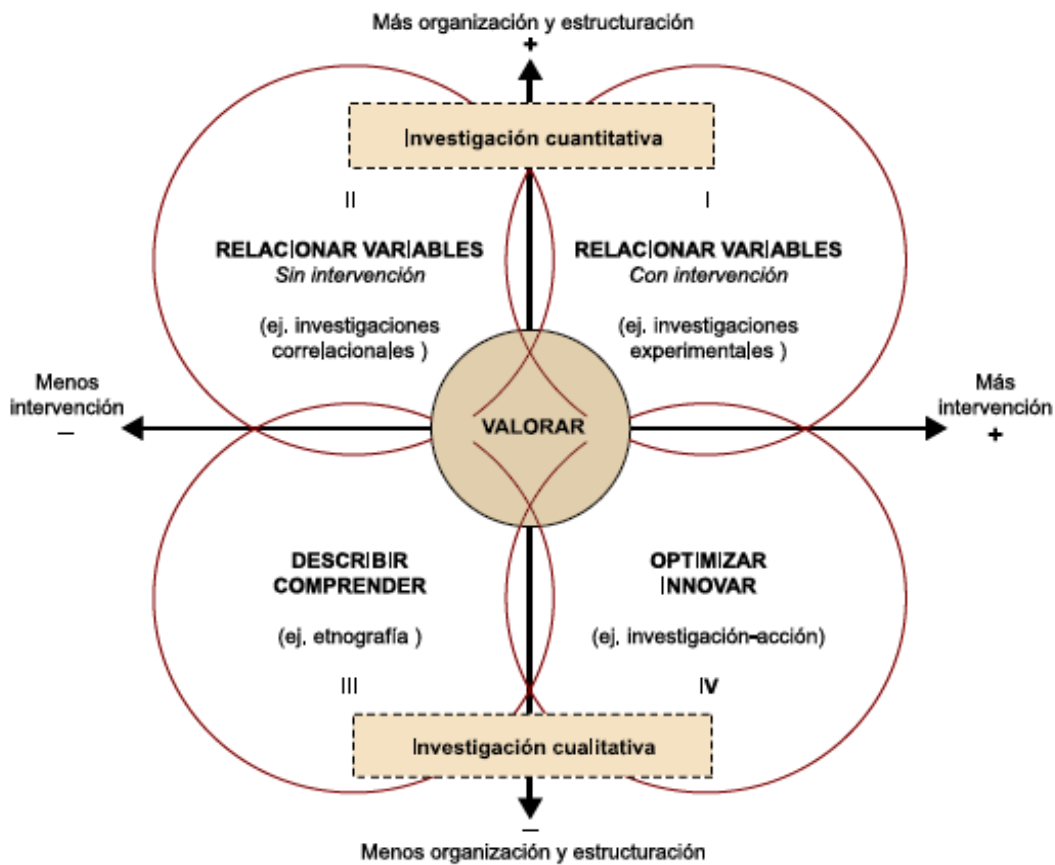 Más organización y estructuración
+
Investigación cuantitativa
II
I
RELACIONAR VARIABLES
Sin intervención
(ej. investigaciones
correlacionales )
RELACIONAR VARIABLES
Con intervención
(ej. investigaciones
experimentales )
Menos
intervención
–
VALORAR
Más
intervención
+
DESCRIBIR
COMPRENDER
(ej. etnografía )
III
OPTIMIZAR
INNOVAR
(ej. investigación-acción)
IV
Investigación cualitativa
–
Menos organización y estructuración